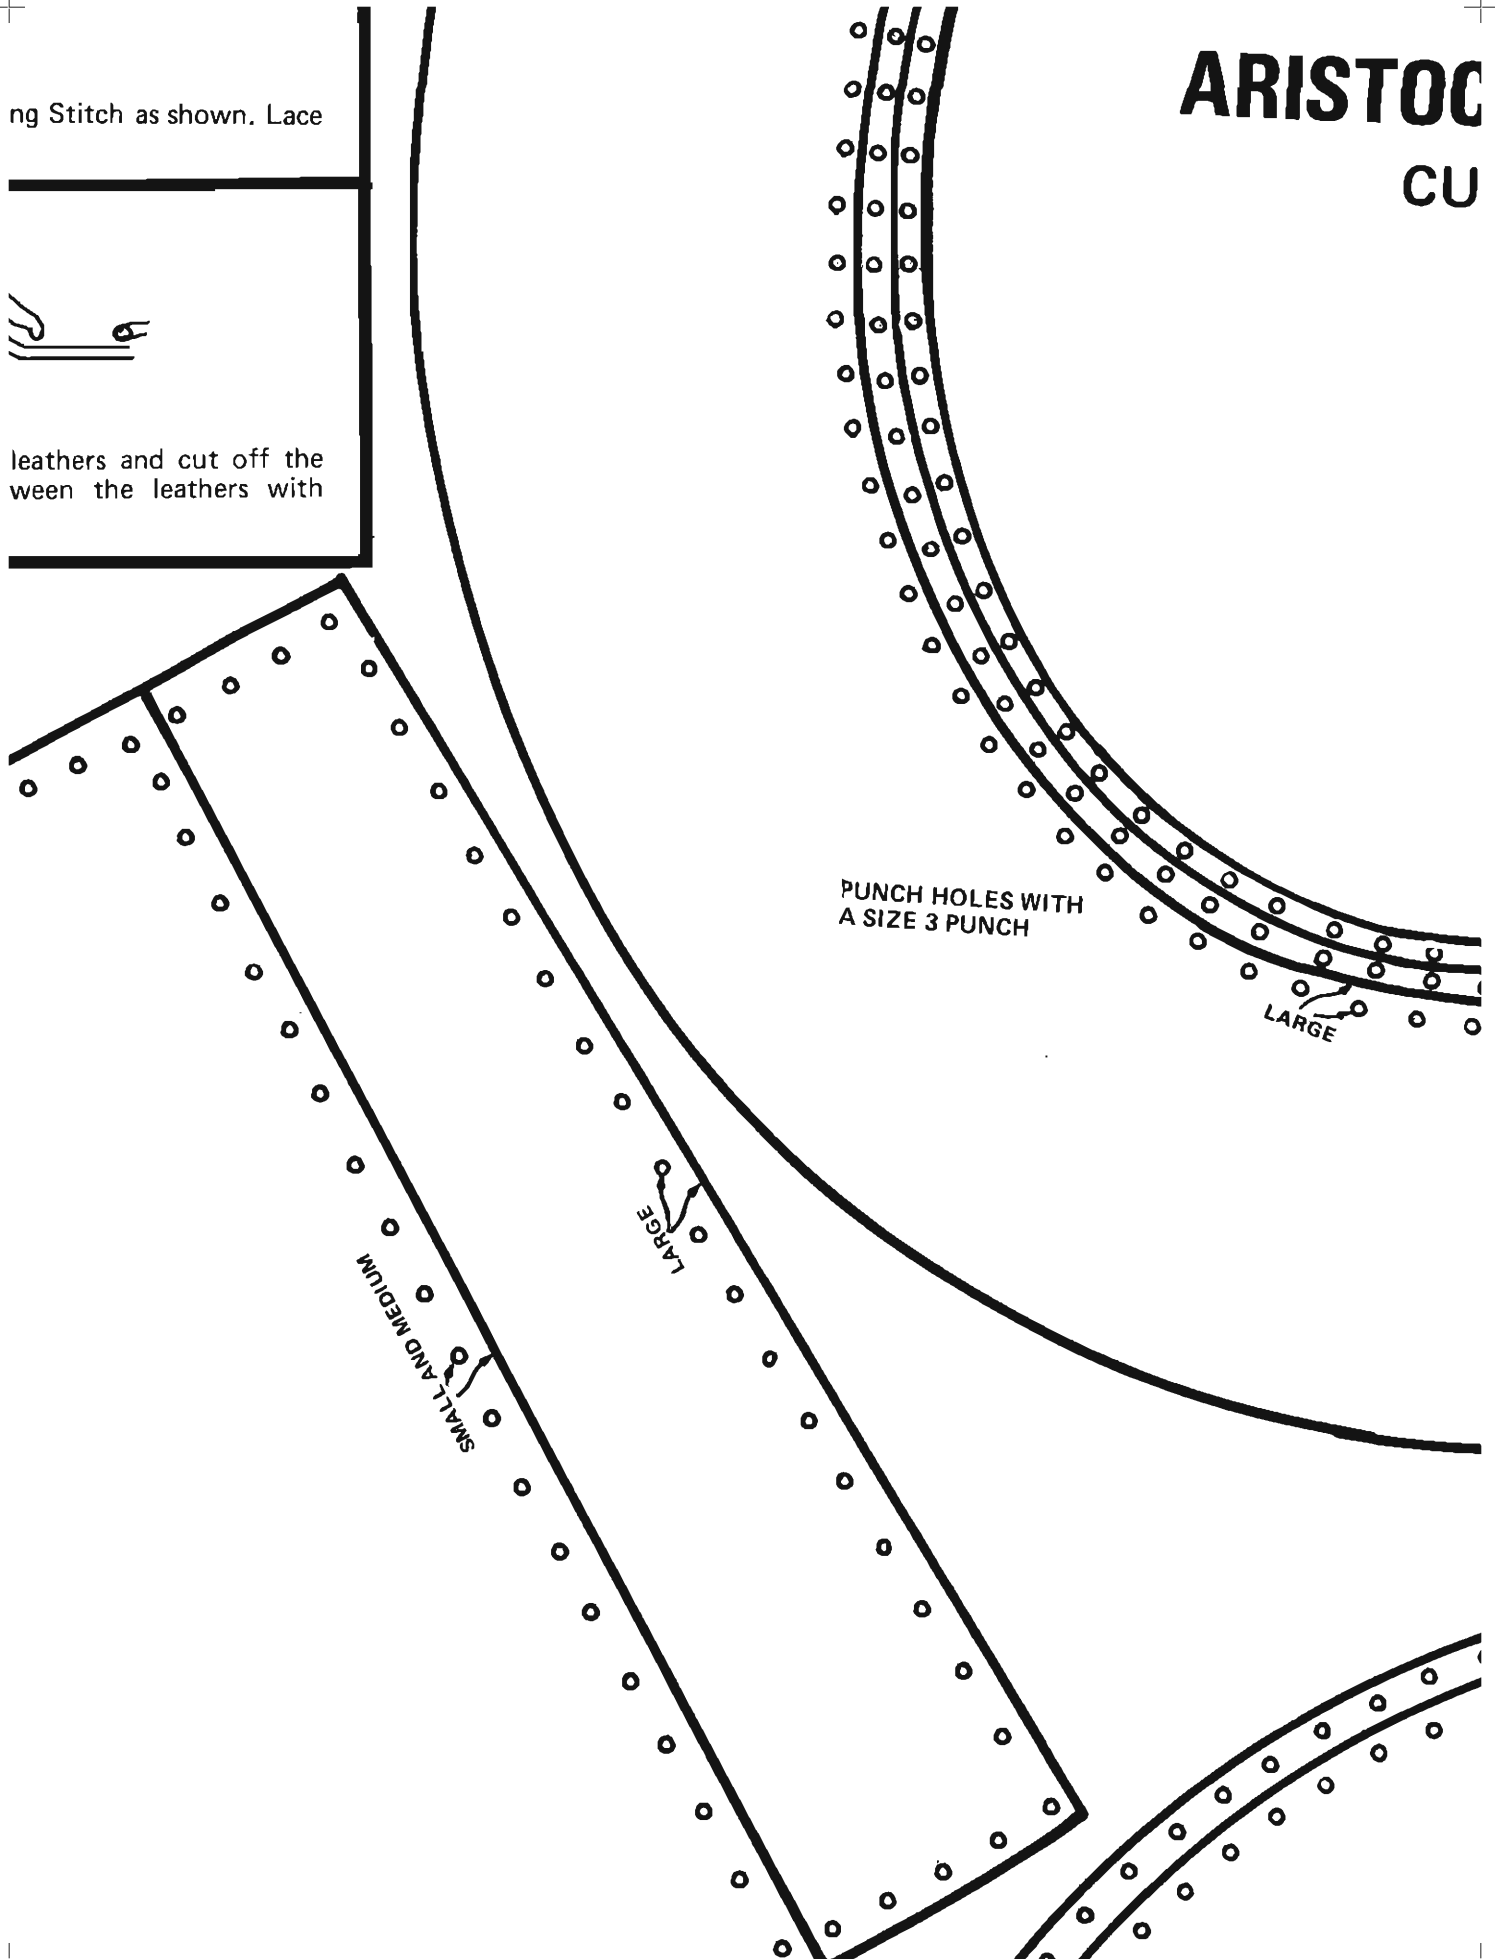 ng Stitch as shown. Lace
leathers and cut off the
ween the leathers with
ARISTOC
CU
PUNCH HOLES WITH
A SIZE 3 PUNCH
LARGE
LARGE
SMALL AND MEDIUM